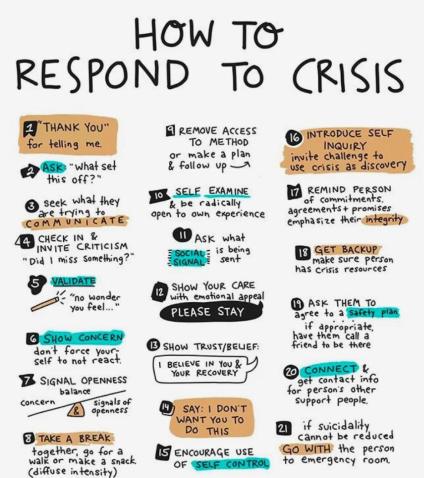 HOW TO
RESPOND TO CRISIS
1 "THANK YOU"
for telling me.
2 ASK: "What set
this off?"
3 Seek what they
are trying to
COMMUNICATE
4 CHECK IN &
INVITE CRITICISM
"Did I miss something?"
5 VALIDATE
"no wonder
you feel..."
6 SHOW CONCERN
don't force your-
self to not react.
7 SIGNAL OPENNESS
balance
concern & signals of
openness
8 TAKE A BREAK
together, go for a
walk or make a snack
(diffuse intensity)
9 REMOVE ACCESS
TO METHOD
or make a plan
& follow up
10 SELF EXAMINE
& be radically
open to own experience
11 Ask what
SOCIAL SIGNAL is being
sent
12 SHOW YOUR CARE
with emotional appeal
PLEASE STAY
13 SHOW TRUST/BELIEF:
I BELIEVE IN YOU &
YOUR RECOVERY
14 SAY: I DON'T
WANT YOU TO
DO THIS
15 ENCOURAGE USE
OF SELF CONTROL
16 INTRODUCE SELF
INQUIRY
invite challenge to
use crisis as discovery
17 REMIND PERSON
of commitments,
agreements + promises
emphasize their integrity
18 GET BACKUP
make sure person
has crisis resources
19 ASK THEM TO
agree to a safety plan
if appropriate,
have them call a
friend to be there
20 CONNECT &
get contact info
for person's other
support people.
21 if suicidality
cannot be reduced
GO WITH the person
to emergency room.